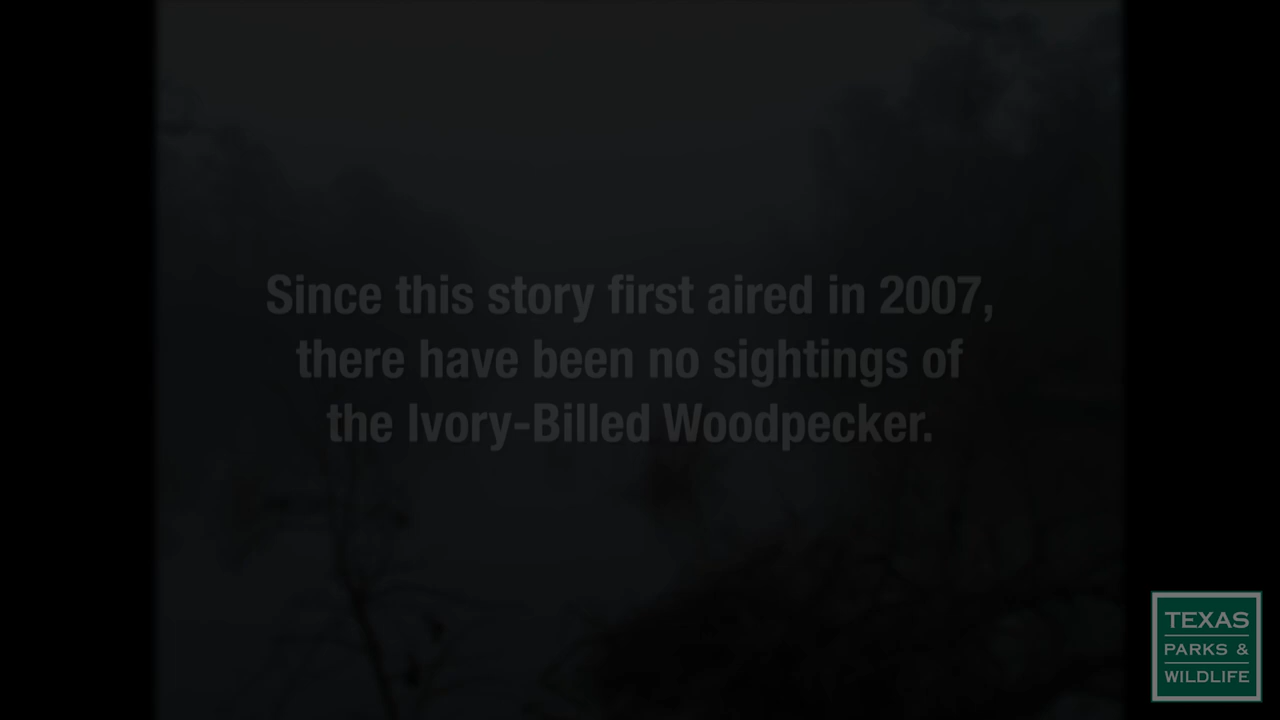 Since this story first aired in 2007,
there have been no sightings of
the Ivory-Billed Woodpecker.
TEXAS
PARKS &
WILDLIFE